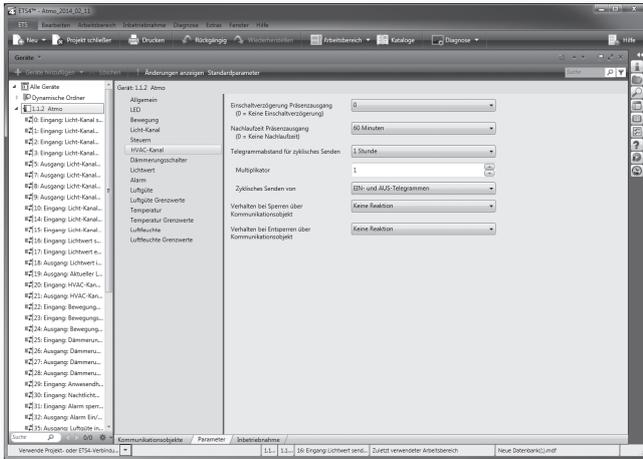 ETS4™ - Atmo_2014_02_11
ETS Bearbeiten Arbeitsbereich Inbetriebnahme Diagnose Extras Fenster Hilfe
Neu Projekt schließen Drucken Rückgängig Wiederherstellen Arbeitsbereich Kataloge Diagnose Hilfe
Geräte
Geräte hinzufügen Löschen Änderungen anzeigen Standardparameter Suche
Alle Geräte
Dynamische Ordner
1.1.2 Atmo
0: Eingang: Licht-Kanal s...
1: Eingang: Licht-Kanal...
2: Eingang: Licht-Kanal...
3: Eingang: Licht-Kanal...
5: Ausgang: Licht-Kanal...
7: Ausgang: Licht-Kanal...
8: Ausgang: Licht-Kanal...
9: Ausgang: Licht-Kanal...
10: Eingang: Licht-Kanal...
14: Eingang: Licht-Kanal...
15: Eingang: Licht-Kanal...
16: Eingang: Lichtwert s...
17: Eingang: Lichtwert e...
18: Ausgang: Lichtwert i...
19: Ausgang: Aktueller L...
20: Eingang: HVAC-Kan...
21: Ausgang: HVAC-Kan...
22: Ausgang: Bewegung...
23: Eingang: Bewegungs...
24: Ausgang: Bewegung...
25: Eingang: Dämmerun...
26: Ausgang: Dämmeru...
27: Ausgang: Dämmeru...
28: Ausgang: Dämmeru...
29: Eingang: Anwesendh...
30: Eingang: Nachtlicht...
31: Eingang: Alarm sperr...
32: Ausgang: Alarm Ein/...
35: Ausgang: Luftgüte in...
Suche 0/0
Gerät: 1.1.2 Atmo
Allgemein
LED
Bewegung
Licht-Kanal
Steuern
HVAC-Kanal
Dämmerungsschalter
Lichtwert
Alarm
Luftgüte
Luftgüte Grenzwerte
Temperatur
Temperatur Grenzwerte
Luftfeuchte
Luftfeuchte Grenzwerte
Einschaltverzögerung Präsenzausgang
(0 = Keine Einschaltverzögerung)
0
Nachlaufzeit Präsenzausgang
(0 = Keine Nachlaufzeit)
60 Minuten
Telegrammabstand für zyklisches Senden
1 Stunde
Multiplikator
1
Zyklisches Senden von
EIN- und AUS-Telegrammen
Verhalten bei Sperren über
Kommunikationsobjekt
Keine Reaktion
Verhalten bei Entsperren über
Kommunikationsobjekt
Keine Reaktion
Kommunikationsobjekte Parameter Inbetriebnahme
Verwende Projekt- oder ETS4-Verbindu... 1.1... 1.1... 16: Eingang: Lichtwert send... Zuletzt verwendeter Arbeitsbereich